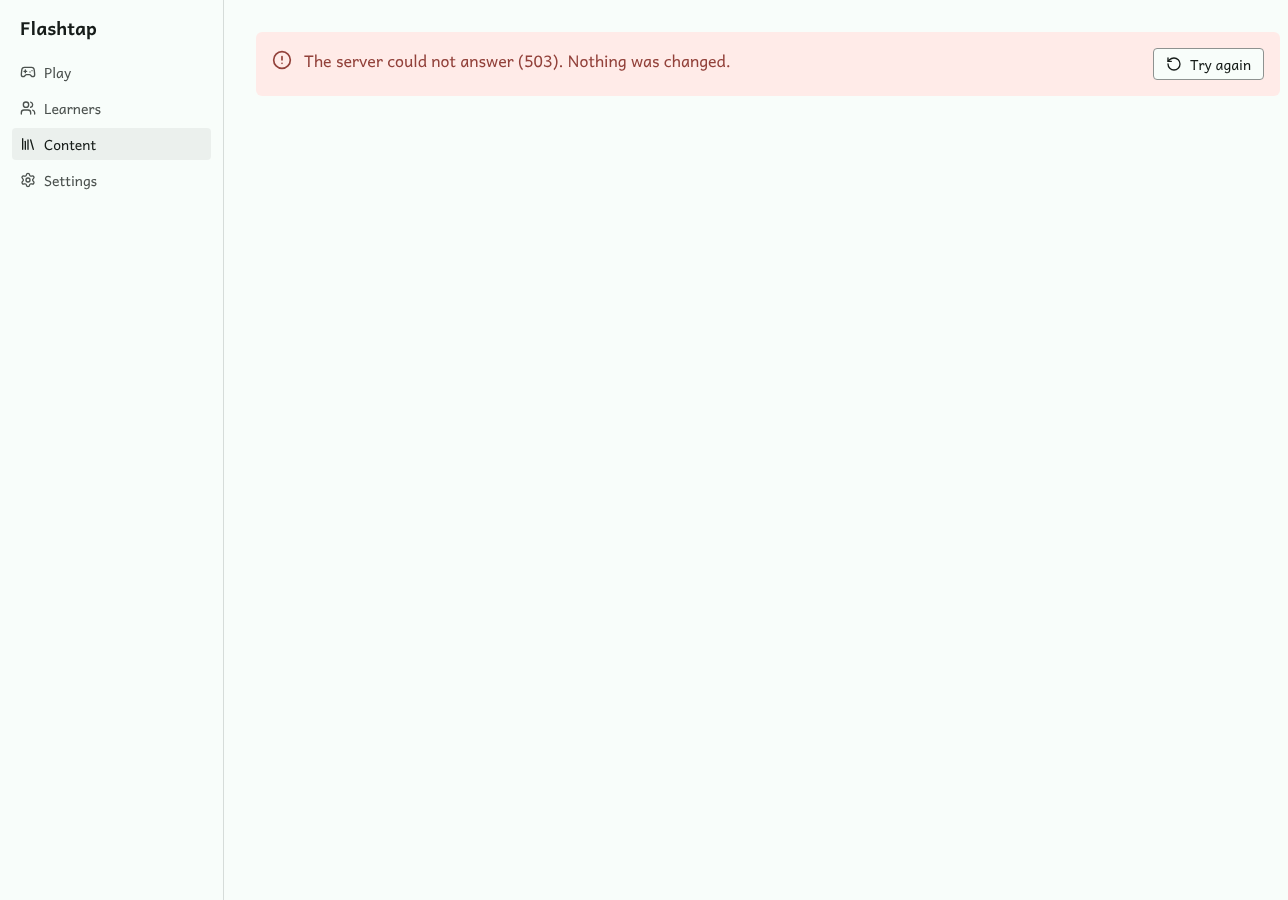 Flashtap
Play
Learners
Content
Settings
The server could not answer (503). Nothing was changed.
Try again